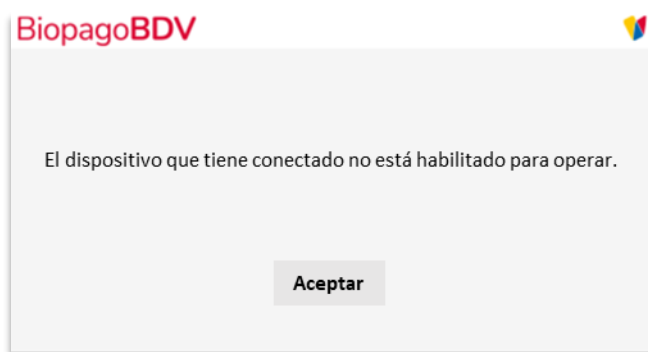 BiopagoBDV
El dispositivo que tiene conectado no está habilitado para operar.
Aceptar